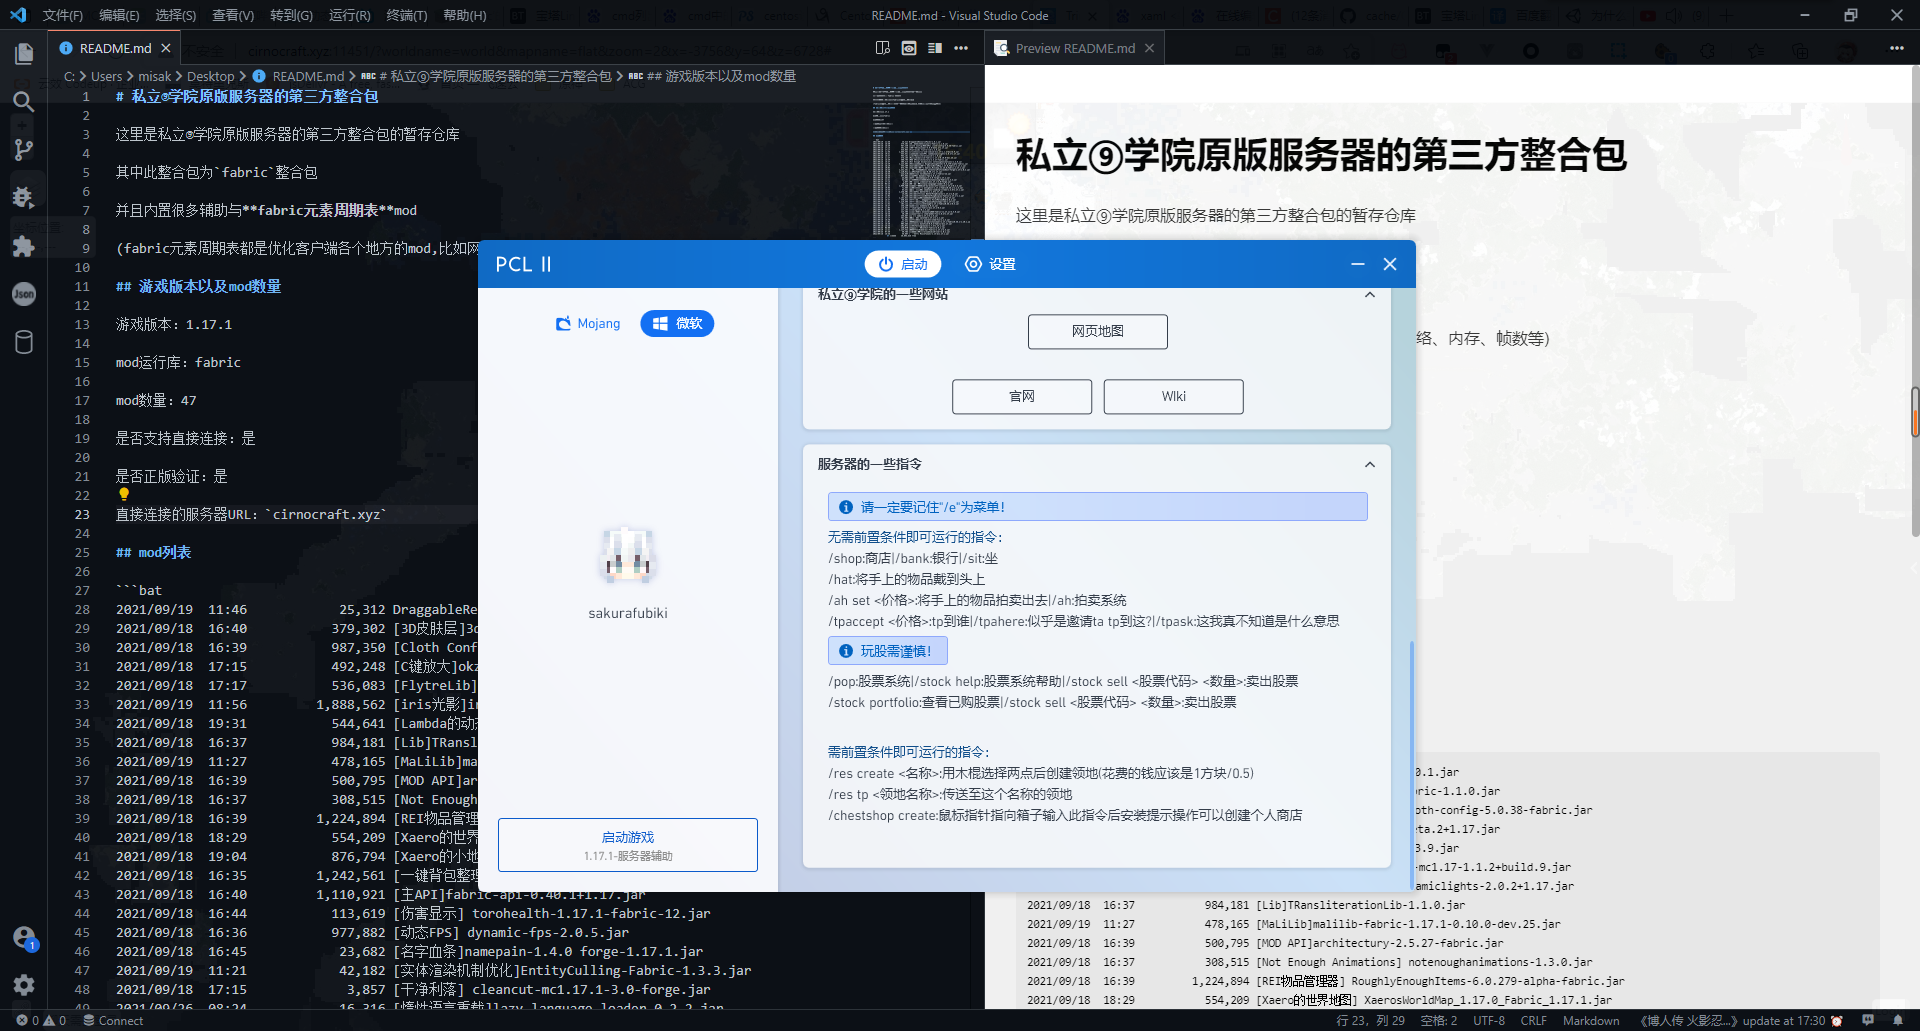 文件(F) 编辑(E) 选择(S) 查看(V) 转到(G) 运行(R) 终端(T) 帮助(H)
README.md - Visual Studio Code
README.md
Preview README.md
C: > Users > misak > Desktop > README.md > # 私立⑨学院原版服务器的第三方整合包 > ## 游戏版本以及mod数量
1 # 私立⑨学院原版服务器的第三方整合包
2
3 这里是私立⑨学院原版服务器的第三方整合包的暂存仓库
4
5 其中此整合包为`fabric`整合包
6
7 并且内置很多辅助与**fabric元素周期表**mod
8
9 (fabric元素周期表都是优化客户端各个地方的mod,比如网
10
11 ## 游戏版本以及mod数量
12
13 游戏版本：1.17.1
14
15 mod运行库：fabric
16
17 mod数量：47
18
19 是否支持直接连接：是
20
21 是否正版验证：是
22
23 直接连接的服务器URL：`cirnocraft.xyz`
24
25 ## mod列表
26
27 ```bat
28 2021/09/19 11:46 25,312 DraggableRe
29 2021/09/18 16:40 379,302 [3D皮肤层]3d
30 2021/09/18 16:39 987,350 [Cloth Conf
31 2021/09/18 17:15 492,248 [C键放大]okz
32 2021/09/18 17:17 536,083 [FlytreLib]
33 2021/09/19 11:56 1,888,562 [iris光影]ir
34 2021/09/18 19:31 544,641 [Lambda的动态
35 2021/09/18 16:37 984,181 [Lib]TRansl
36 2021/09/19 11:27 478,165 [MaLiLib]ma
37 2021/09/18 16:39 500,795 [MOD API]ar
38 2021/09/18 16:37 308,515 [Not Enough
39 2021/09/18 16:39 1,224,894 [REI物品管理
40 2021/09/18 18:29 554,209 [Xaero的世界
41 2021/09/18 19:04 876,794 [Xaero的小地
42 2021/09/18 16:35 1,242,561 [一键背包整理
43 2021/09/18 16:40 1,110,921 [主API]fabric-api-0.40.1+1.17.jar
44 2021/09/18 16:44 113,619 [伤害显示] torohealth-1.17.1-fabric-12.jar
45 2021/09/18 16:36 977,882 [动态FPS] dynamic-fps-2.0.5.jar
46 2021/09/18 16:45 23,682 [名字血条]namepain-1.4.0 forge-1.17.1.jar
47 2021/09/19 11:21 42,182 [实体渲染机制优化]EntityCulling-Fabric-1.3.3.jar
48 2021/09/18 17:15 3,857 [干净利落] cleancut-mc1.17.1-3.0-forge.jar
49 2021/09/26 08:24 16,316 [惰性语言重载]lazy-language-loader-0.2.2.jar
PCL II
启动
设置
Mojang
微软
sakurafubiki
启动游戏
1.17.1-服务器辅助
私立⑨学院的一些网站
网页地图
官网
WIki
服务器的一些指令
请一定要记住"/e"为菜单!
无需前置条件即可运行的指令:
/shop:商店|/bank:银行|/sit:坐
/hat:将手上的物品戴到头上
/ah set <价格>:将手上的物品拍卖出去|/ah:拍卖系统
/tpaccept <价格>:tp到谁|/tpahere:似乎是邀请ta tp到这?|/tpask:这我真不知道是什么意思
玩股需谨慎!
/pop:股票系统|/stock help:股票系统帮助|/stock sell <股票代码> <数量>:卖出股票
/stock portfolio:查看已购股票|/stock sell <股票代码> <数量>:卖出股票
需前置条件即可运行的指令:
/res create <名称>:用木棍选择两点后创建领地(花费的钱应该是1方块/0.5)
/res tp <领地名称>:传送至这个名称的领地
/chestshop create:鼠标指针指向箱子输入此指令后安装提示操作可以创建个人商店
私立⑨学院原版服务器的第三方整合包
这里是私立⑨学院原版服务器的第三方整合包的暂存仓库
络、内存、帧数等)
0.1.jar
ric-1.1.0.jar
oth-config-5.0.38-fabric.jar
eta.2+1.17.jar
3.9.jar
-mc1.17-1.1.2+build.9.jar
amiclights-2.0.2+1.17.jar
2021/09/18 16:37 984,181 [Lib]TRansliterationLib-1.1.0.jar
2021/09/19 11:27 478,165 [MaLiLib]malilib-fabric-1.17.1-0.10.0-dev.25.jar
2021/09/18 16:39 500,795 [MOD API]architectury-2.5.27-fabric.jar
2021/09/18 16:37 308,515 [Not Enough Animations] notenoughanimations-1.3.0.jar
2021/09/18 16:39 1,224,894 [REI物品管理器] RoughlyEnoughItems-6.0.279-alpha-fabric.jar
2021/09/18 18:29 554,209 [Xaero的世界地图] XaerosWorldMap_1.17.0_Fabric_1.17.1.jar
0 0 Connect
行 23，列 29 空格: 2 UTF-8 CRLF Markdown 《博人传 火影忍...》update at 17:30